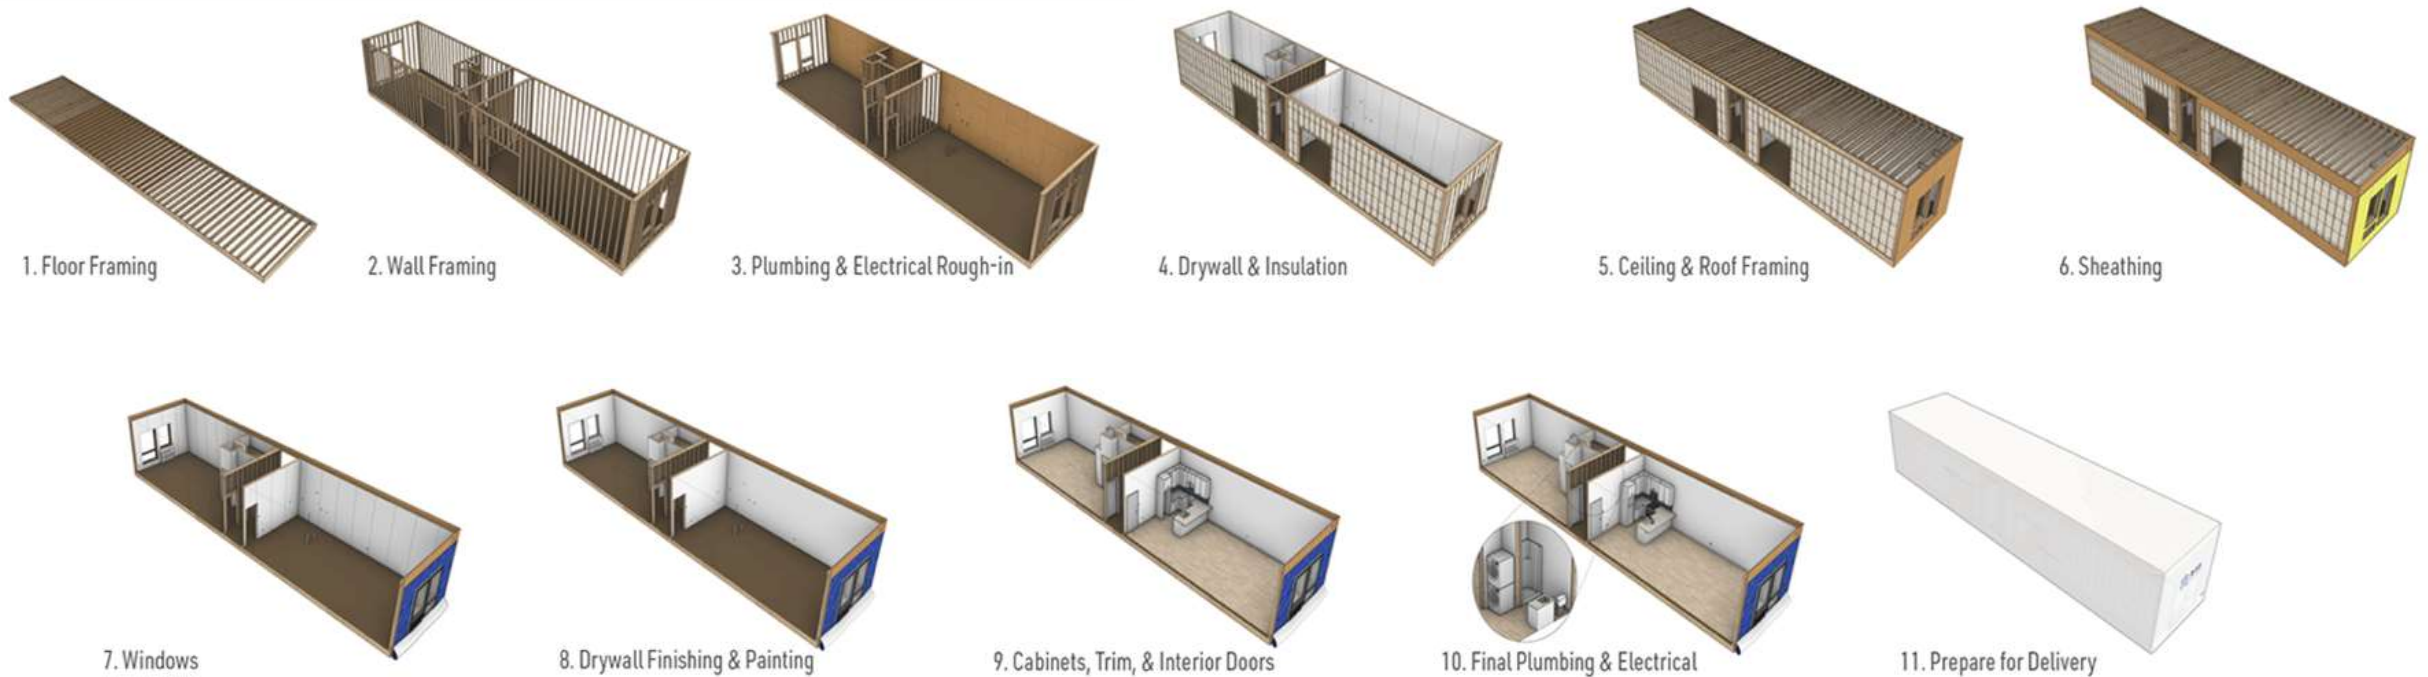 1. Floor Framing
2. Wall Framing
3. Plumbing & Electrical Rough-in
4. Drywall & Insulation
5. Ceiling & Roof Framing
6. Sheathing
7. Windows
8. Drywall Finishing & Painting
9. Cabinets, Trim, & Interior Doors
10. Final Plumbing & Electrical
11. Prepare for Delivery